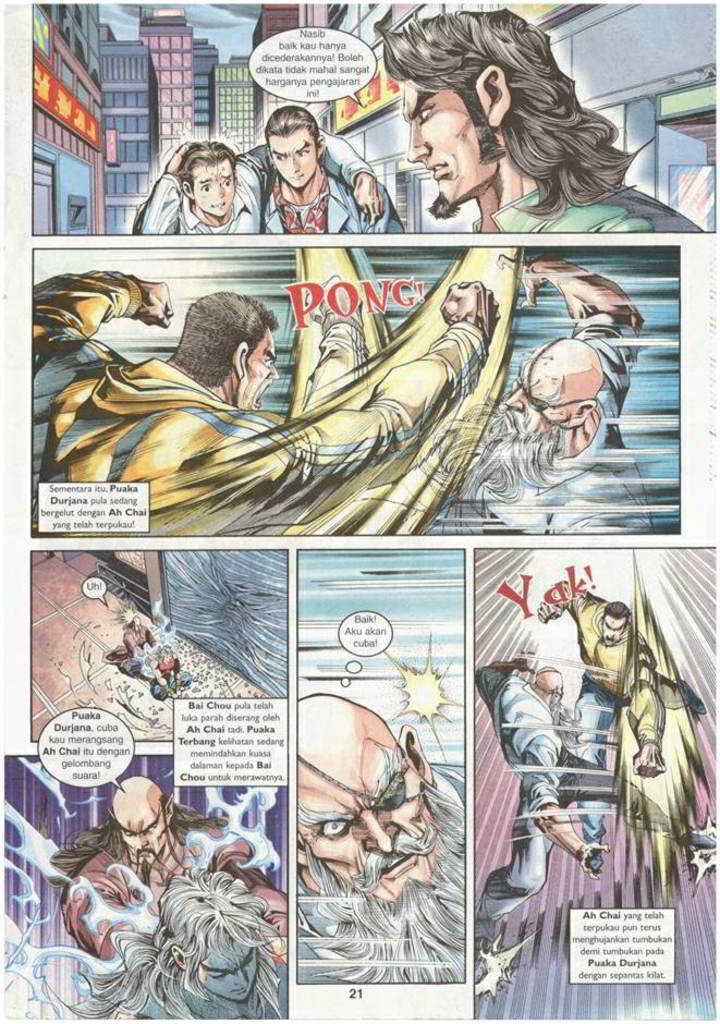 Nasib
baik kau hanya
dicederakannya! Boleh
dikata tidak mahal sangat
harganya pengajaran
ini!
PONG!
Sementara itu, Puaka
Durjana pula sedang
bergelut dengan Ah Chai
yang telah terpukau!
Uh!
Bai Chou pula telah
luka parah diserang oleh
Ah Chai tadi. Puaka
Terbang kelihatan sedang
memindahkan kuasa
dalaman kepada Bai
Chou untuk merawatnya.
Puaka
Durjana, cuba
kau merangsang
Ah Chai itu dengan
gelombang
suara!
Baik!
Aku akan
cuba!
Yak!
Ah Chai yang telah
terpukau pun terus
menghujankan tumbukan
demi tumbukan pada
Puaka Durjana
dengan sepantas kilat.
21